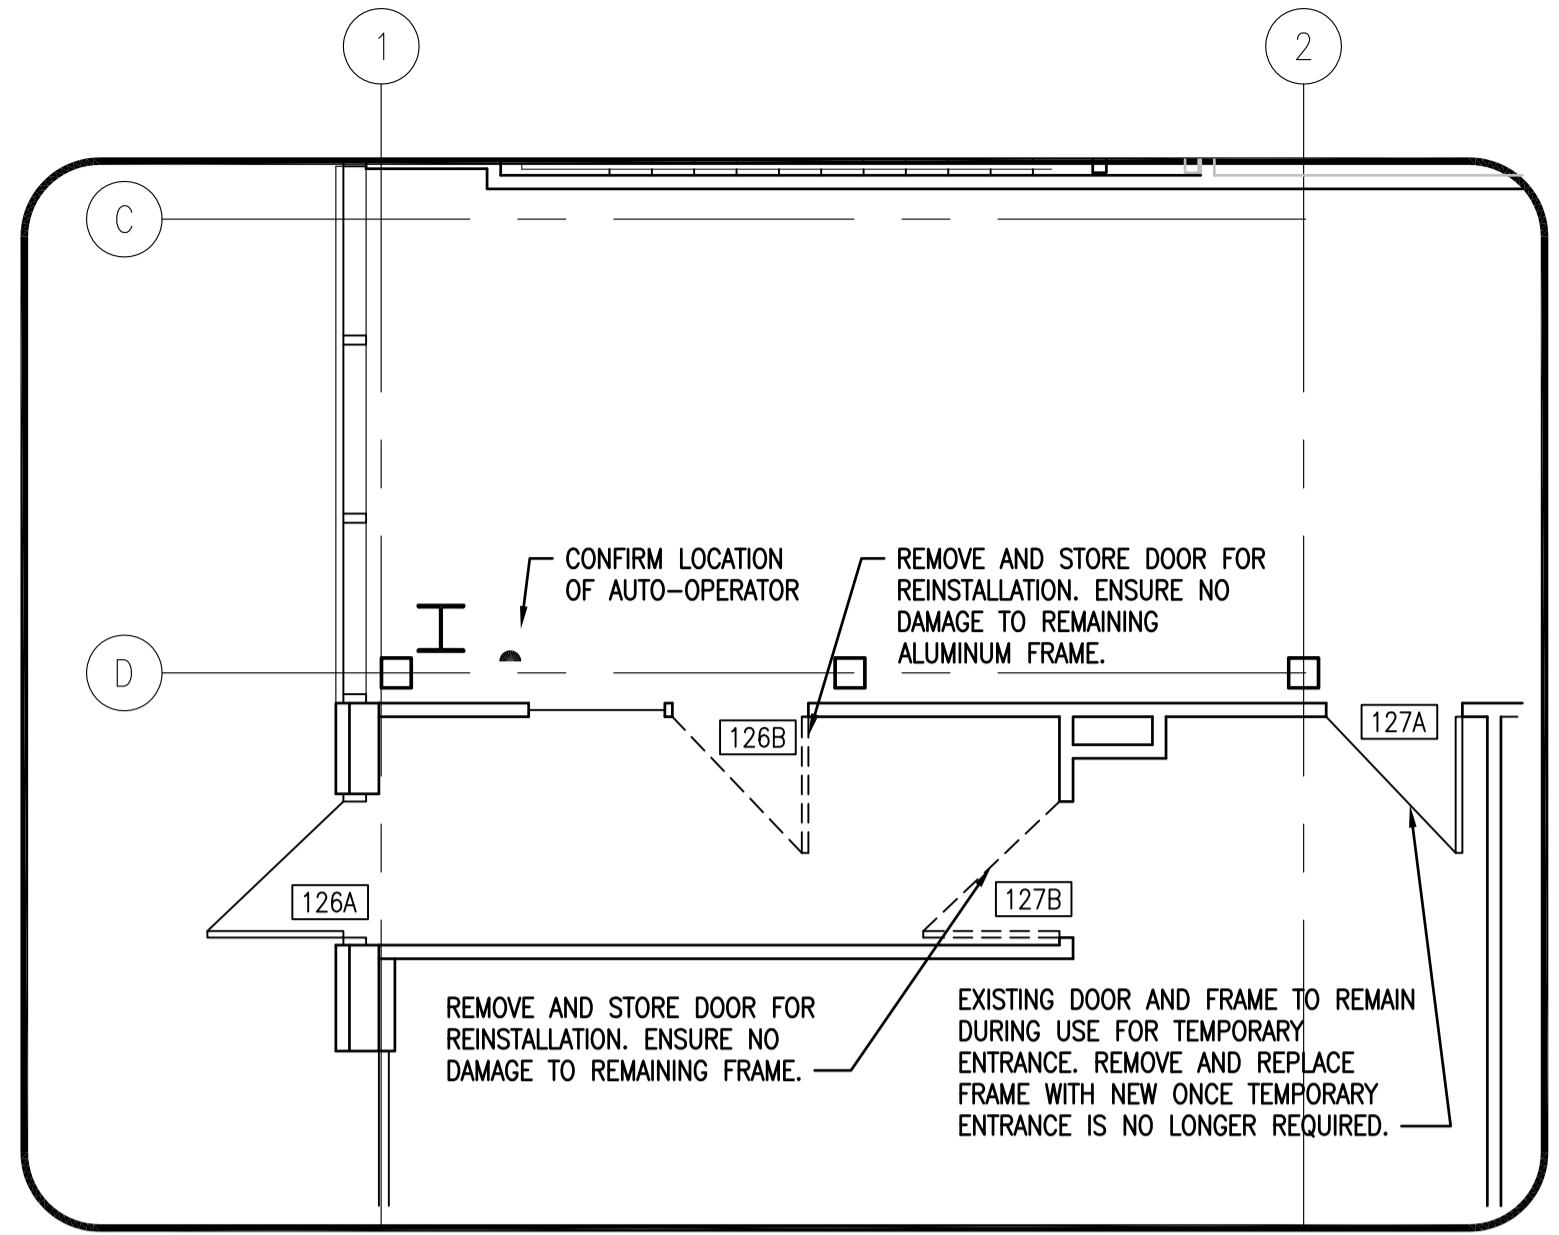 1
2
C
CONFIRM LOCATION
OF AUTO-OPERATOR
REMOVE AND STORE DOOR FOR
REINSTALLATION. ENSURE NO
DAMAGE TO REMAINING
ALUMINUM FRAME.
D
126B
127A
126A
127B
REMOVE AND STORE DOOR FOR
REINSTALLATION. ENSURE NO
DAMAGE TO REMAINING FRAME.
EXISTING DOOR AND FRAME TO REMAIN
DURING USE FOR TEMPORARY
ENTRANCE. REMOVE AND REPLACE
FRAME WITH NEW ONCE TEMPORARY
ENTRANCE IS NO LONGER REQUIRED.